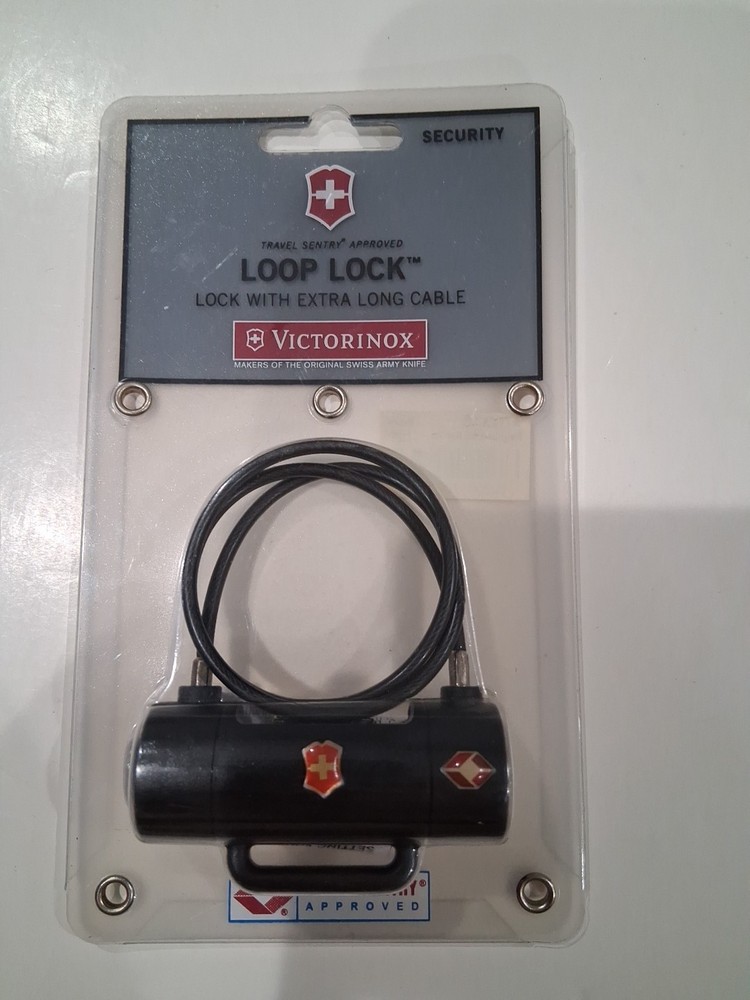 SECURITY
TRAVEL SENTRY® APPROVED
LOOP LOCK™
LOCK WITH EXTRA LONG CABLE
VICTORINOX
MAKERS OF THE ORIGINAL SWISS ARMY KNIFE
SETTING
®
APPROVED
®